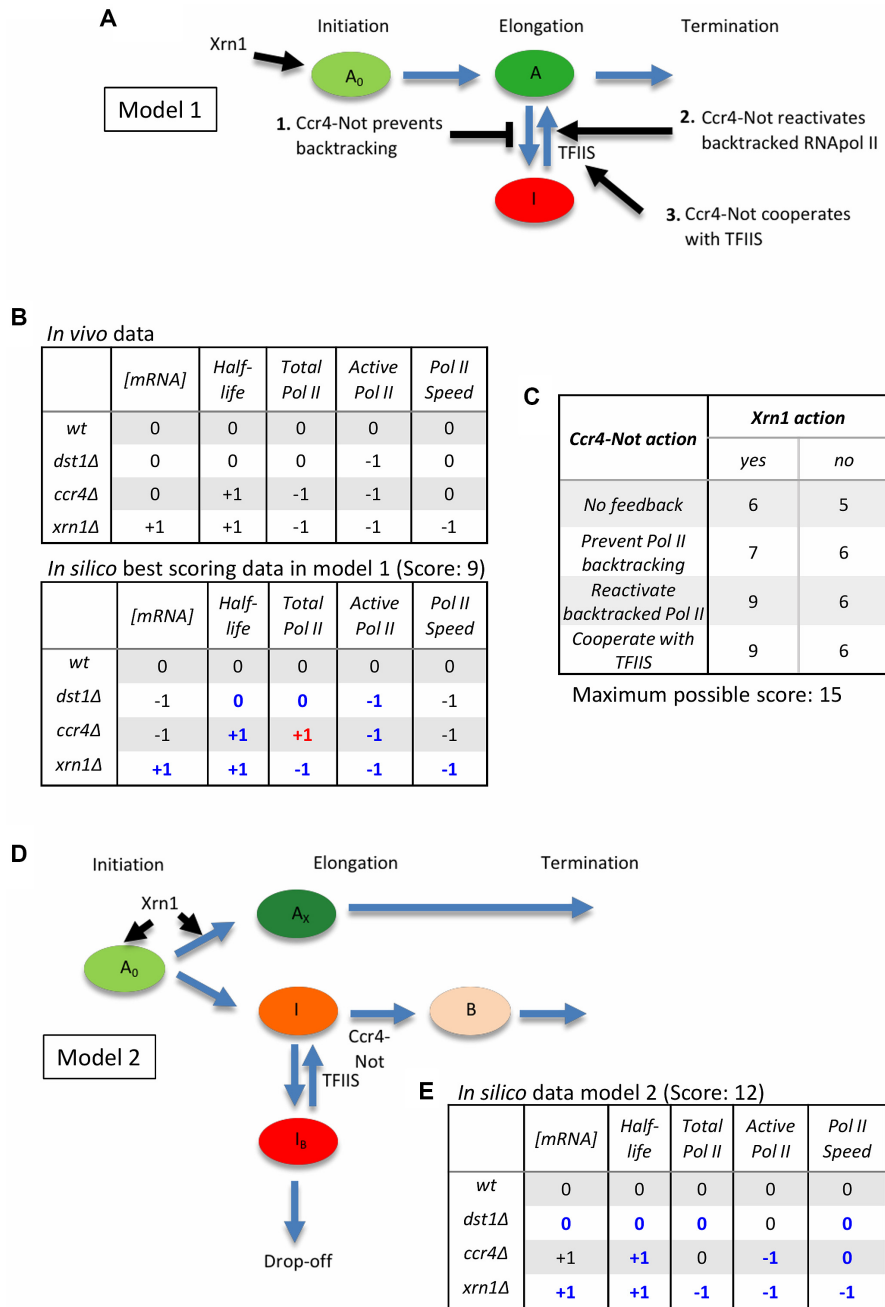 A
Initiation Elongation Termination
Xrn1
A0
A
Model 1
1. Ccr4-Not prevents
backtracking
2. Ccr4-Not reactivates
backtracked RNApol II
TFIIS
I
3. Ccr4-Not cooperates
with TFIIS
B
In vivo data
[mRNA] Half-life Total Pol II Active Pol II Pol II Speed
wt 0 0 0 0 0
dst1Δ 0 0 0 -1 0
ccr4Δ 0 +1 -1 -1 0
xrn1Δ +1 +1 -1 -1 -1
In silico best scoring data in model 1 (Score: 9)
[mRNA] Half-life Total Pol II Active Pol II Pol II Speed
wt 0 0 0 0 0
dst1Δ -1 0 0 -1 -1
ccr4Δ -1 +1 +1 -1 -1
xrn1Δ +1 +1 -1 -1 -1
C
Ccr4-Not action Xrn1 action
yes no
No feedback 6 5
Prevent Pol II backtracking 7 6
Reactivate backtracked Pol II 9 6
Cooperate with TFIIS 9 6
Maximum possible score: 15
D
Initiation Elongation Termination
Xrn1
AX
A0
I
B
Ccr4-
Not
Model 2
TFIIS
IB
Drop-off
E
In silico data model 2 (Score: 12)
[mRNA] Half-life Total Pol II Active Pol II Pol II Speed
wt 0 0 0 0 0
dst1Δ 0 0 0 0 0
ccr4Δ +1 +1 0 -1 0
xrn1Δ +1 +1 -1 -1 -1